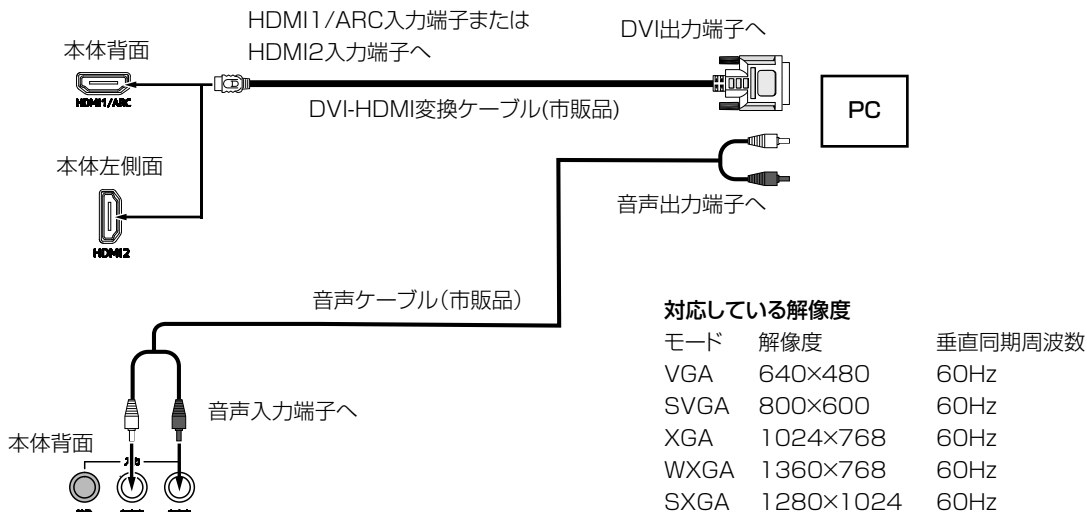 HDMI1/ARC入力端子または
HDMI2入力端子へ
DVI出力端子へ
本体背面
HDMI1/ARC
DVI-HDMI変換ケーブル(市販品)
PC
本体左側面
HDMI2
音声出力端子へ
音声ケーブル（市販品）
音声入力端子へ
本体背面
対応している解像度
モード 解像度 垂直同期周波数
VGA 640×480 60Hz
SVGA 800×600 60Hz
XGA 1024×768 60Hz
WXGA 1360×768 60Hz
SXGA 1280×1024 60Hz